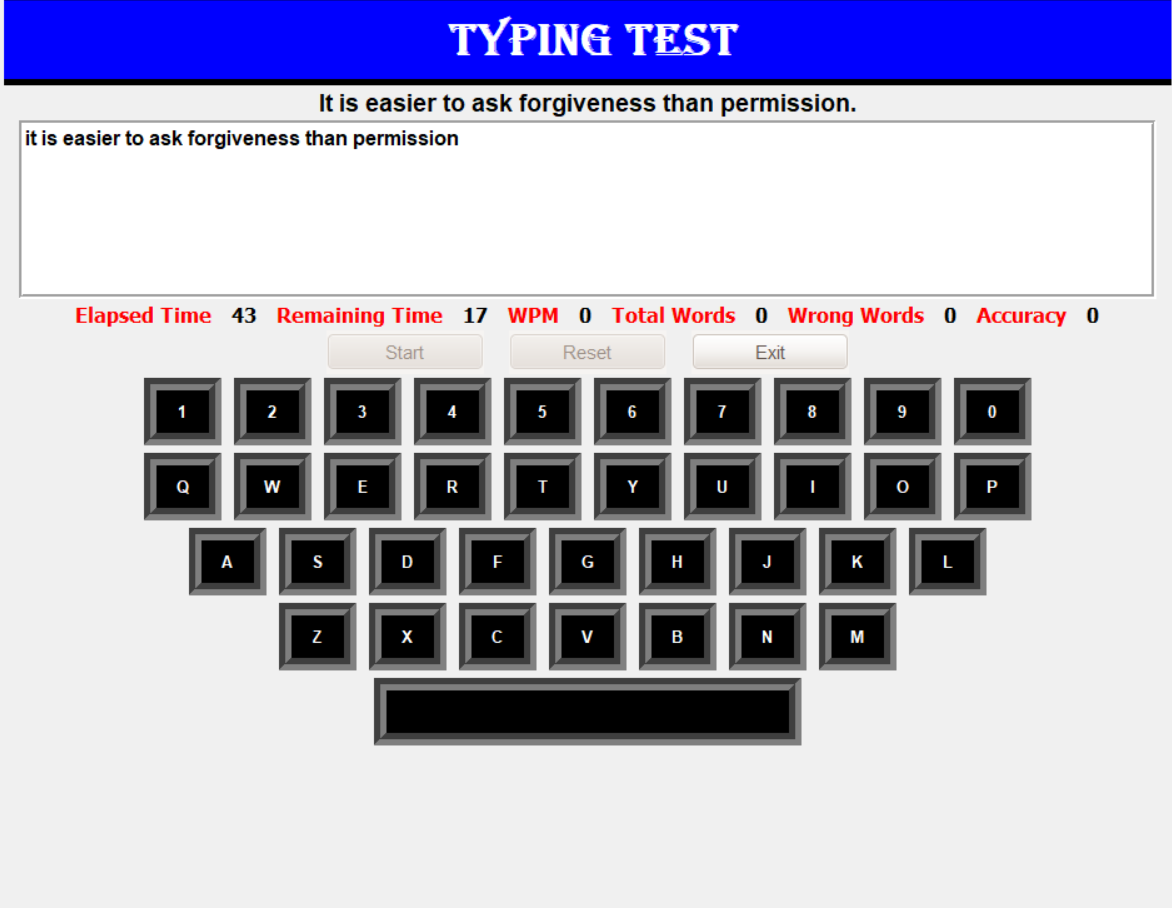 TYPING TEST
It is easier to ask forgiveness than permission.
it is easier to ask forgiveness than permission
Elapsed Time 43 Remaining Time 17 WPM 0 Total Words 0 Wrong Words 0 Accuracy 0
Start Reset Exit
1 2 3 4 5 6 7 8 9 0
Q W E R T Y U I O P
A S D F G H J K L
Z X C V B N M